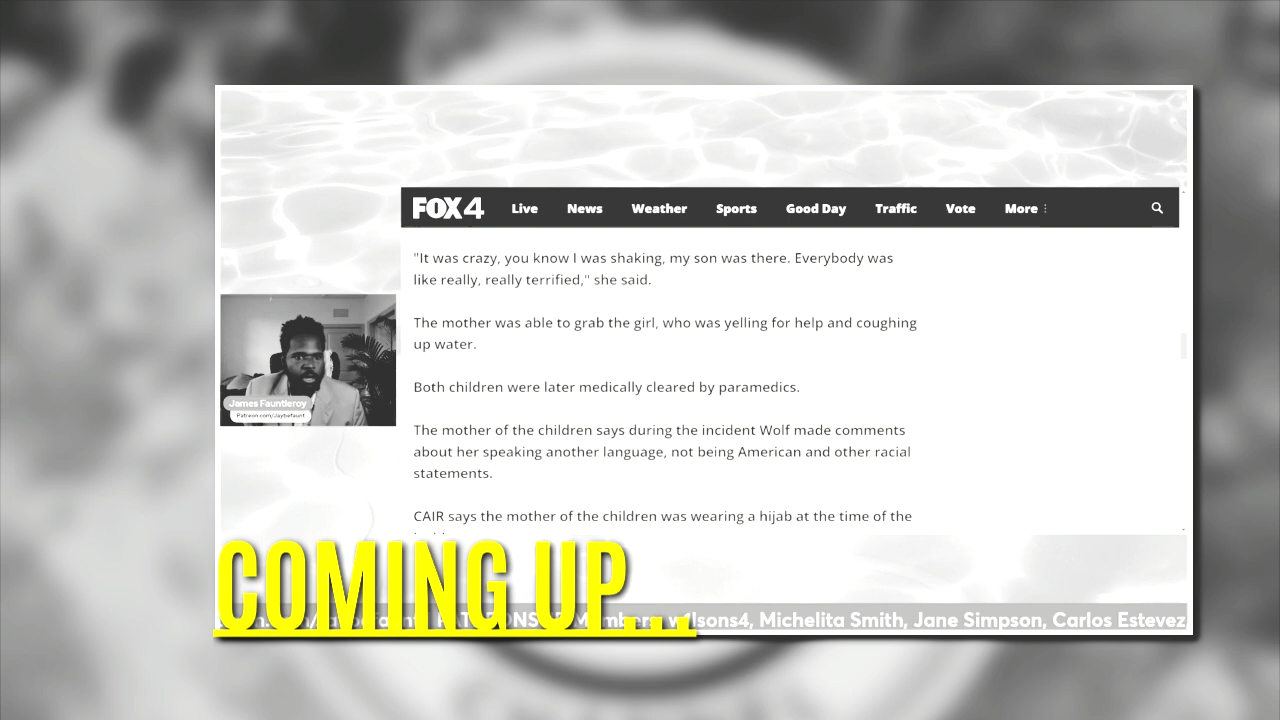 FOX 4 Live News Weather Sports Good Day Traffic Vote More
"It was crazy, you know I was shaking, my son was there. Everybody was
like really, really terrified," she said.
The mother was able to grab the girl, who was yelling for help and coughing
up water.
Both children were later medically cleared by paramedics.
The mother of the children says during the incident Wolf made comments
about her speaking another language, not being American and other racial
statements.
CAIR says the mother of the children was wearing a hijab at the time of the
James Fauntleroy
Patreon.com/Jaybefaunt
COMING UP...
Michelita Smith, Jane Simpson, Carlos Estevez